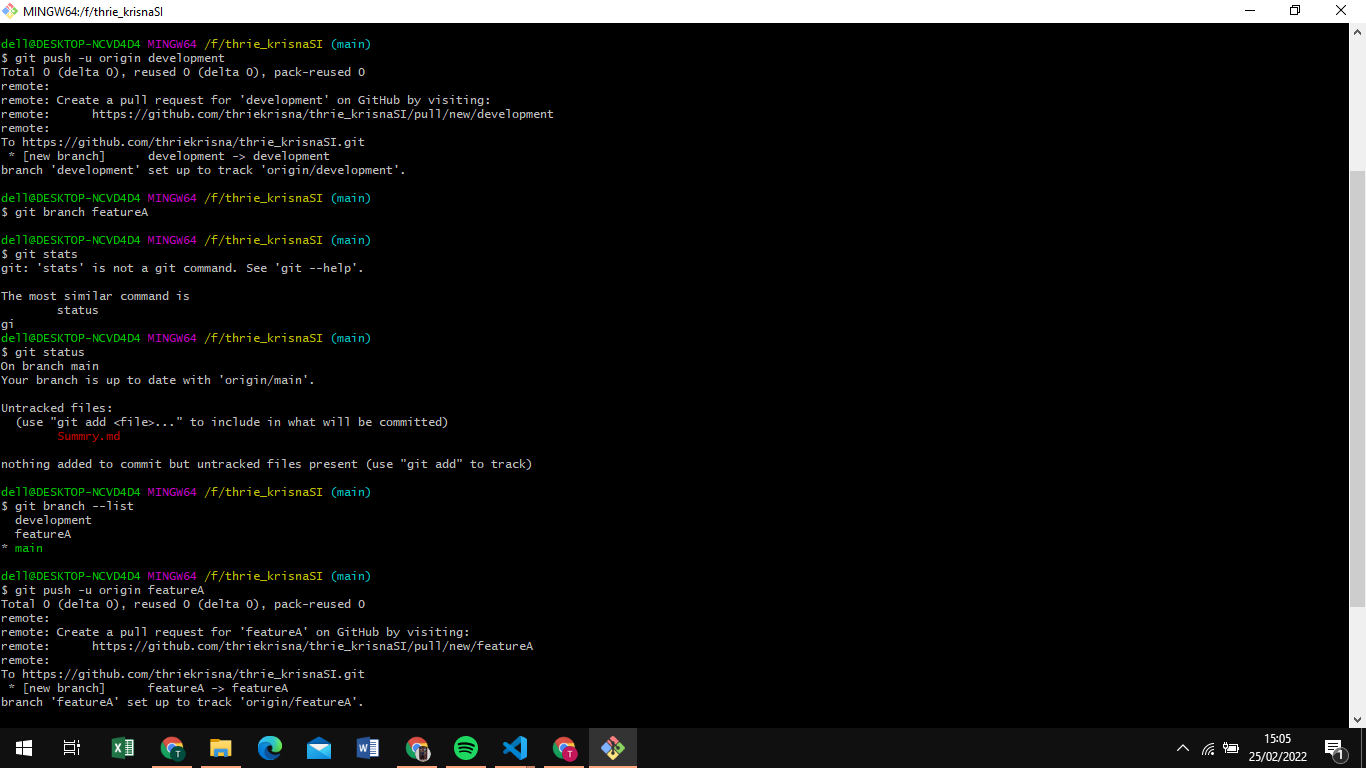 MINGW64:/f/thrie_krisnaSI
dell@DESKTOP-NCVD4D4 MINGW64 /f/thrie_krisnaSI (main)
$ git push -u origin development
Total 0 (delta 0), reused 0 (delta 0), pack-reused 0
remote:
remote: Create a pull request for 'development' on GitHub by visiting:
remote:      https://github.com/thriekrisna/thrie_krisnaSI/pull/new/development
remote:
To https://github.com/thriekrisna/thrie_krisnaSI.git
 * [new branch]      development -> development
branch 'development' set up to track 'origin/development'.
dell@DESKTOP-NCVD4D4 MINGW64 /f/thrie_krisnaSI (main)
$ git branch featureA
dell@DESKTOP-NCVD4D4 MINGW64 /f/thrie_krisnaSI (main)
$ git stats
git: 'stats' is not a git command. See 'git --help'.
The most similar command is
        status
gi
dell@DESKTOP-NCVD4D4 MINGW64 /f/thrie_krisnaSI (main)
$ git status
On branch main
Your branch is up to date with 'origin/main'.
Untracked files:
  (use "git add <file>..." to include in what will be committed)
        Summry.md
nothing added to commit but untracked files present (use "git add" to track)
dell@DESKTOP-NCVD4D4 MINGW64 /f/thrie_krisnaSI (main)
$ git branch --list
  development
  featureA
* main
dell@DESKTOP-NCVD4D4 MINGW64 /f/thrie_krisnaSI (main)
$ git push -u origin featureA
Total 0 (delta 0), reused 0 (delta 0), pack-reused 0
remote:
remote: Create a pull request for 'featureA' on GitHub by visiting:
remote:      https://github.com/thriekrisna/thrie_krisnaSI/pull/new/featureA
remote:
To https://github.com/thriekrisna/thrie_krisnaSI.git
 * [new branch]      featureA -> featureA
branch 'featureA' set up to track 'origin/featureA'.
15:05
25/02/2022
1